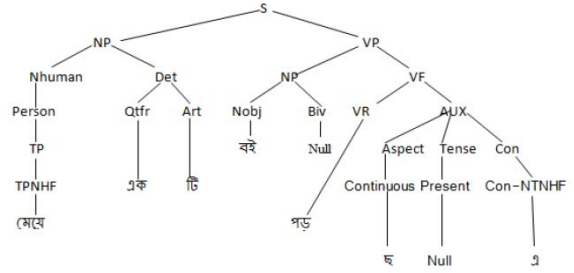 S
NP VP
Nhuman Det NP VF
Person Qtfr Art Nobj Biv VR AUX
বই Null
TP Aspect Tense Con
TPNHF এক টি Continuous Present Con-NTNHF
মেয়ে পড়
ছ Null এ